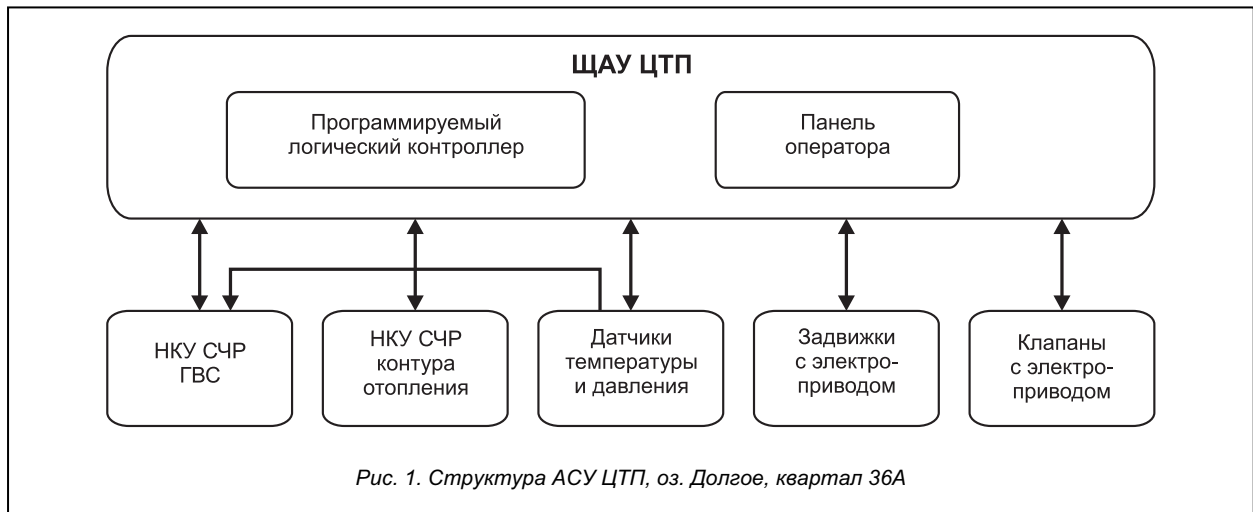 ЩАУ ЦТП
Программируемый
логический контроллер
Панель
оператора
НКУ СЧР
ГВС
НКУ СЧР
контура
отопления
Датчики
температуры
и давления
Задвижки
с электро-
приводом
Клапаны
с электро-
приводом
Рис. 1. Структура АСУ ЦТП, оз. Долгое, квартал 36А